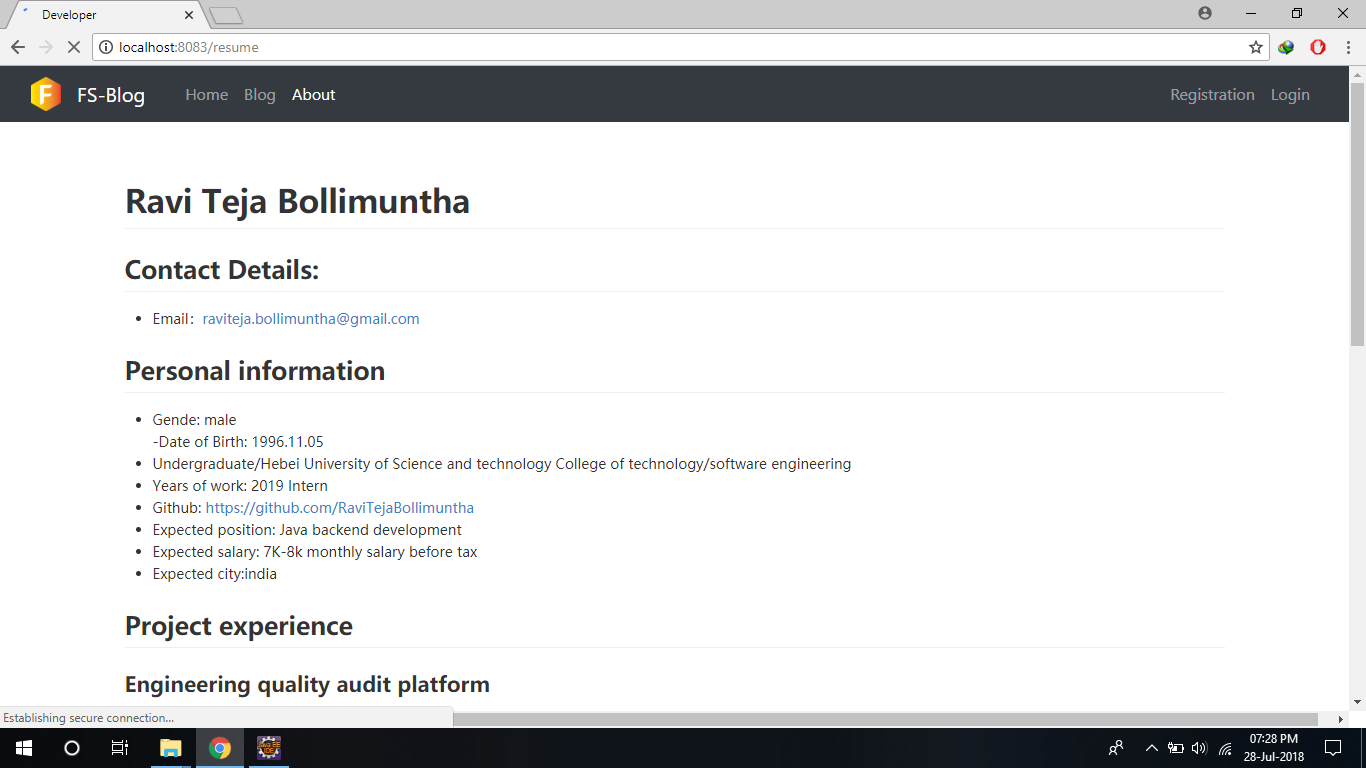 Developer
localhost:8083/resume
F FS-Blog Home Blog About Registration Login
Ravi Teja Bollimuntha
Contact Details:
Email：raviteja.bollimuntha@gmail.com
Personal information
Gende: male
-Date of Birth: 1996.11.05
Undergraduate/Hebei University of Science and technology College of technology/software engineering
Years of work: 2019 Intern
Github: https://github.com/RaviTejaBollimuntha
Expected position: Java backend development
Expected salary: 7K-8k monthly salary before tax
Expected city:india
Project experience
Engineering quality audit platform
Establishing secure connection...
07:28 PM
28-Jul-2018